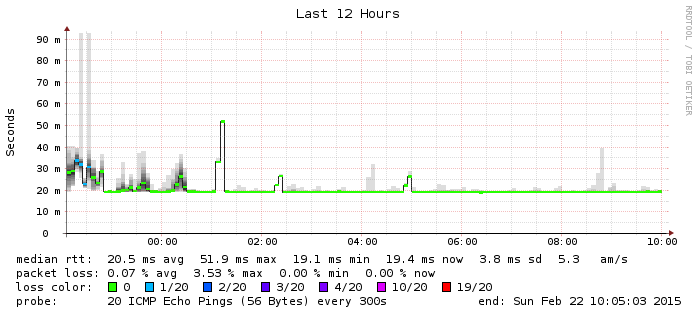 Last 12 Hours
RRDTOOL / TOBI OETIKER
Seconds
90 m
80 m
70 m
60 m
50 m
40 m
30 m
20 m
10 m
0
00:00 02:00 04:00 06:00 08:00 10:00
median rtt: 20.5 ms avg 51.9 ms max 19.1 ms min 19.4 ms now 3.8 ms sd 5.3 am/s
packet loss: 0.07 % avg 3.53 % max 0.00 % min 0.00 % now
loss color: 0 1/20 2/20 3/20 4/20 10/20 19/20
probe: 20 ICMP Echo Pings (56 Bytes) every 300s end: Sun Feb 22 10:05:03 2015